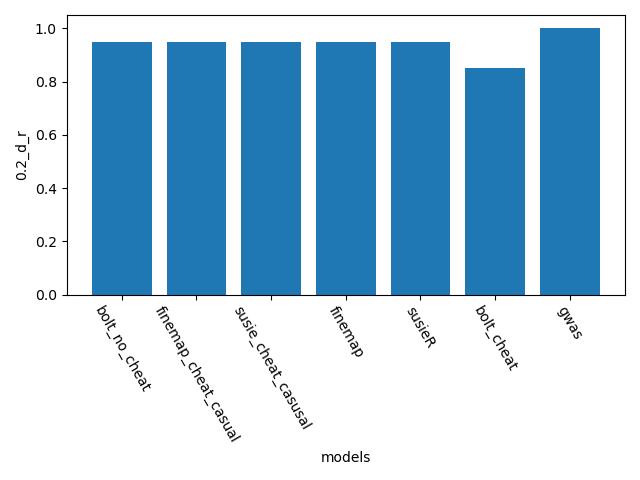 1.0
0.8
0.6
0.4
0.2
0.0
0.2_d_r
bolt_no_cheat
finemap_cheat_casual
susie_cheat_casusal
finemap
susieR
bolt_cheat
gwas
models